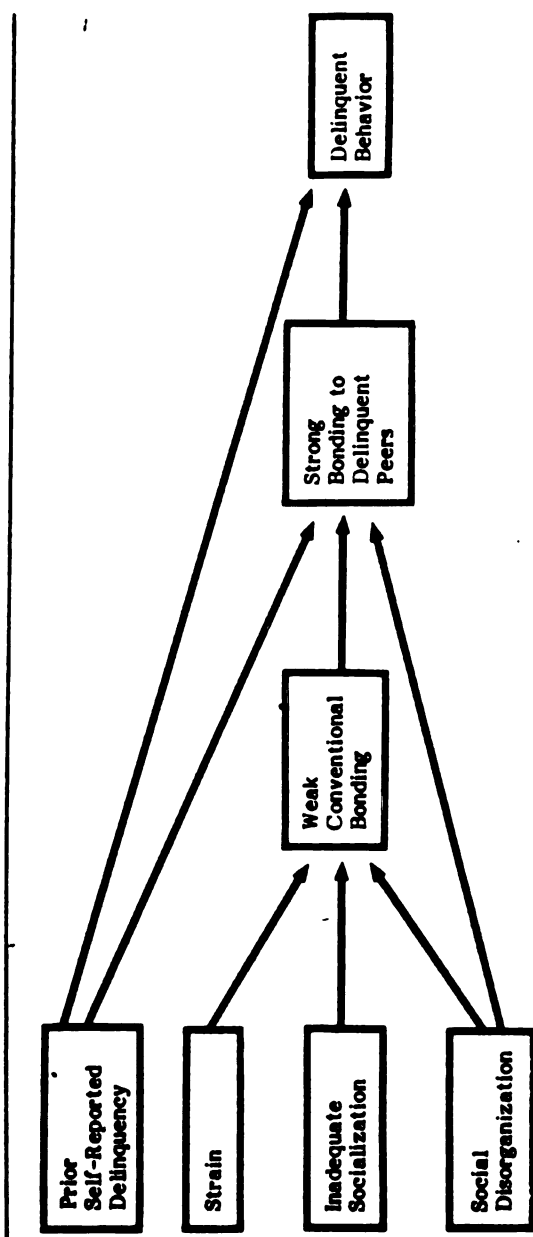 Prior
Self-Reported
Delinquency
Strain
Inadequate
Socialization
Social
Disorganization
Weak
Conventional
Bonding
Strong
Bonding to
Delinquent
Peers
Delinquent
Behavior